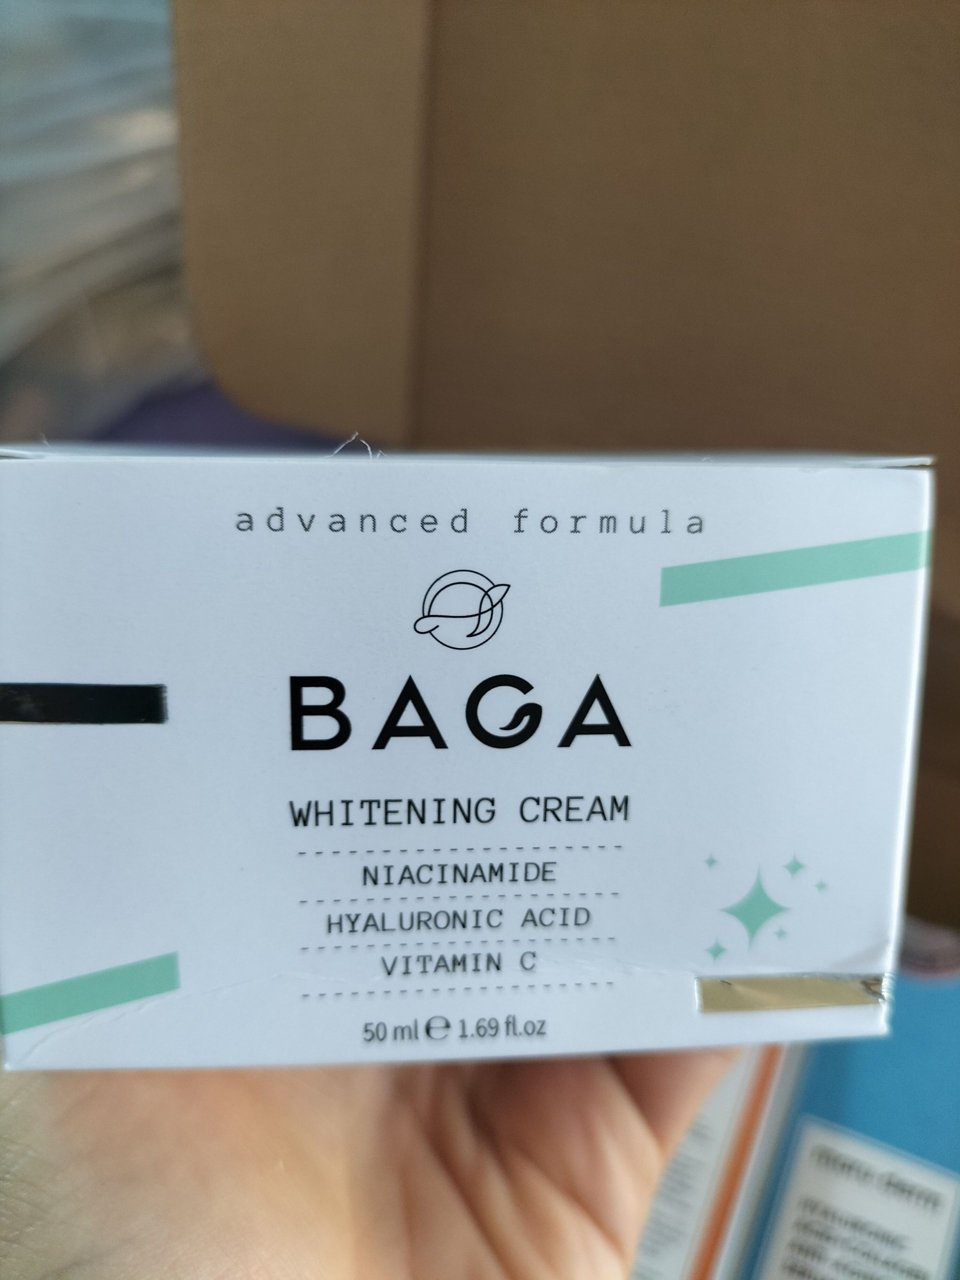 advanced formula
BAGA
WHITENING CREAM
NIACINAMIDE
HYALURONIC ACID
VITAMIN C
50 ml ℮ 1.69 fl.oz